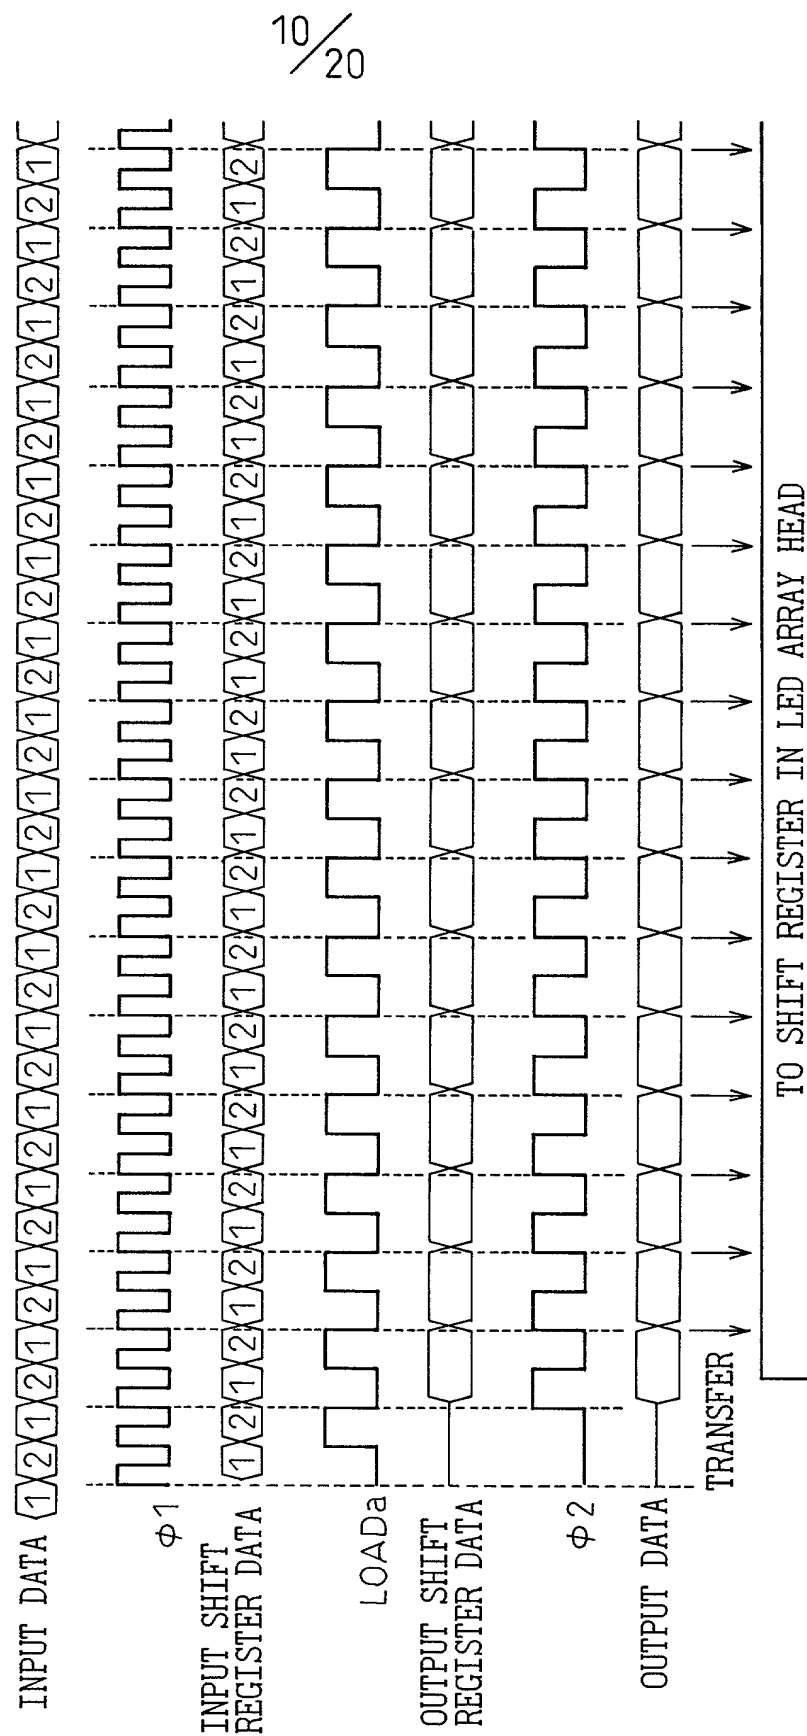 10/20
INPUT DATA 1 2 1 2 1 2 1 2 1 2 1 2 1 2 1 2 1 2 1 2 1 2 1 2 1 2 1 2 1 2 1 2 1 2 1
φ1
INPUT SHIFT
REGISTER DATA 1 2 1 2 1 2 1 2 1 2 1 2 1 2 1 2 1 2 1 2 1 2 1 2 1 2 1 2 1 2 1 2 1 2
LOADa
OUTPUT SHIFT
REGISTER DATA
φ2
OUTPUT DATA
TRANSFER
TO SHIFT REGISTER IN LED ARRAY HEAD